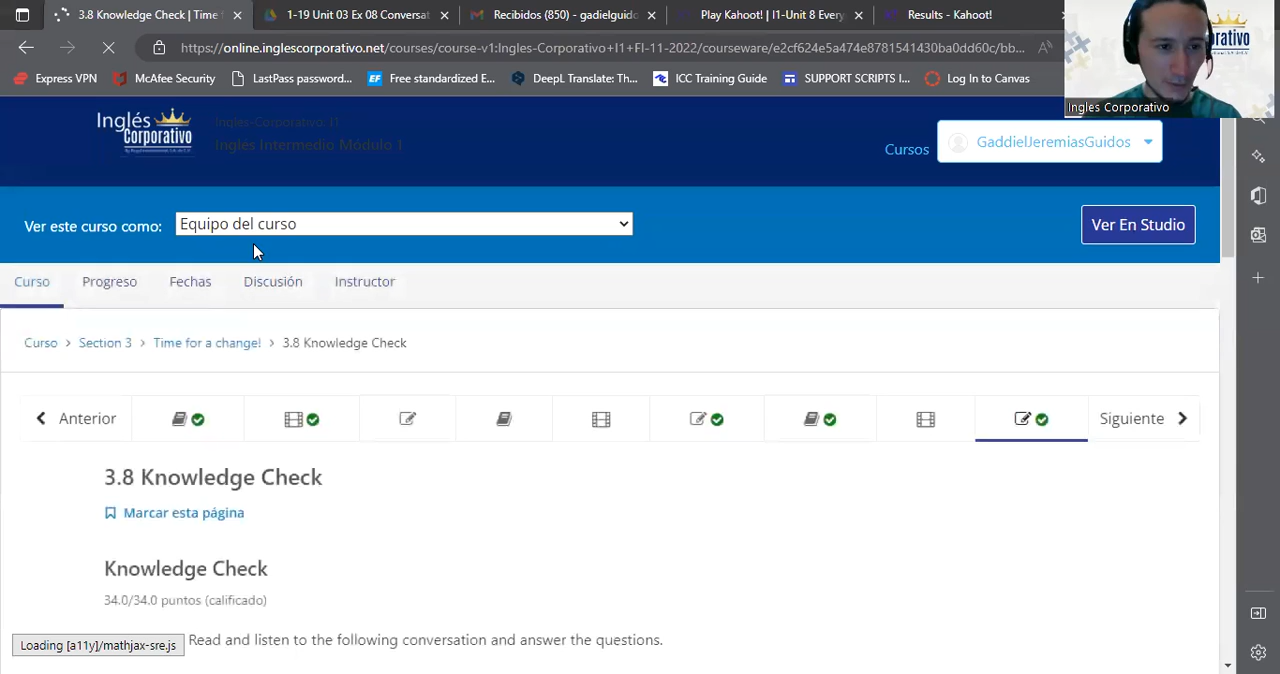 3.8 Knowledge Check | Time
1-19 Unit 03 Ex 08 Conversat
Recibidos (850) - gadielguido
Play Kahoot! | I1-Unit 8 Every
Results - Kahoot!
https://online.inglescorporativo.net/courses/course-v1:Ingles-Corporativo+I1+FI-11-2022/courseware/e2cf624e5a474e8781541430ba0dd60c/bb...
Express VPN
McAfee Security
LastPass password...
Free standardized E...
DeepL Translate: Th...
ICC Training Guide
SUPPORT SCRIPTS I...
Log In to Canvas
Ingles Corporativo
Inglés Corporativo
Ingles-Corporativo I1
Ingles Intermedio Módulo 1
Cursos
GaddielJeremiasGuidos
Ver este curso como:
Equipo del curso
Ver En Studio
Curso
Progreso
Fechas
Discusión
Instructor
Curso > Section 3 > Time for a change! > 3.8 Knowledge Check
Anterior
Siguiente
3.8 Knowledge Check
Marcar esta página
Knowledge Check
34.0/34.0 puntos (calificado)
Read and listen to the following conversation and answer the questions.
Loading [a11y]/mathjax-sre.js